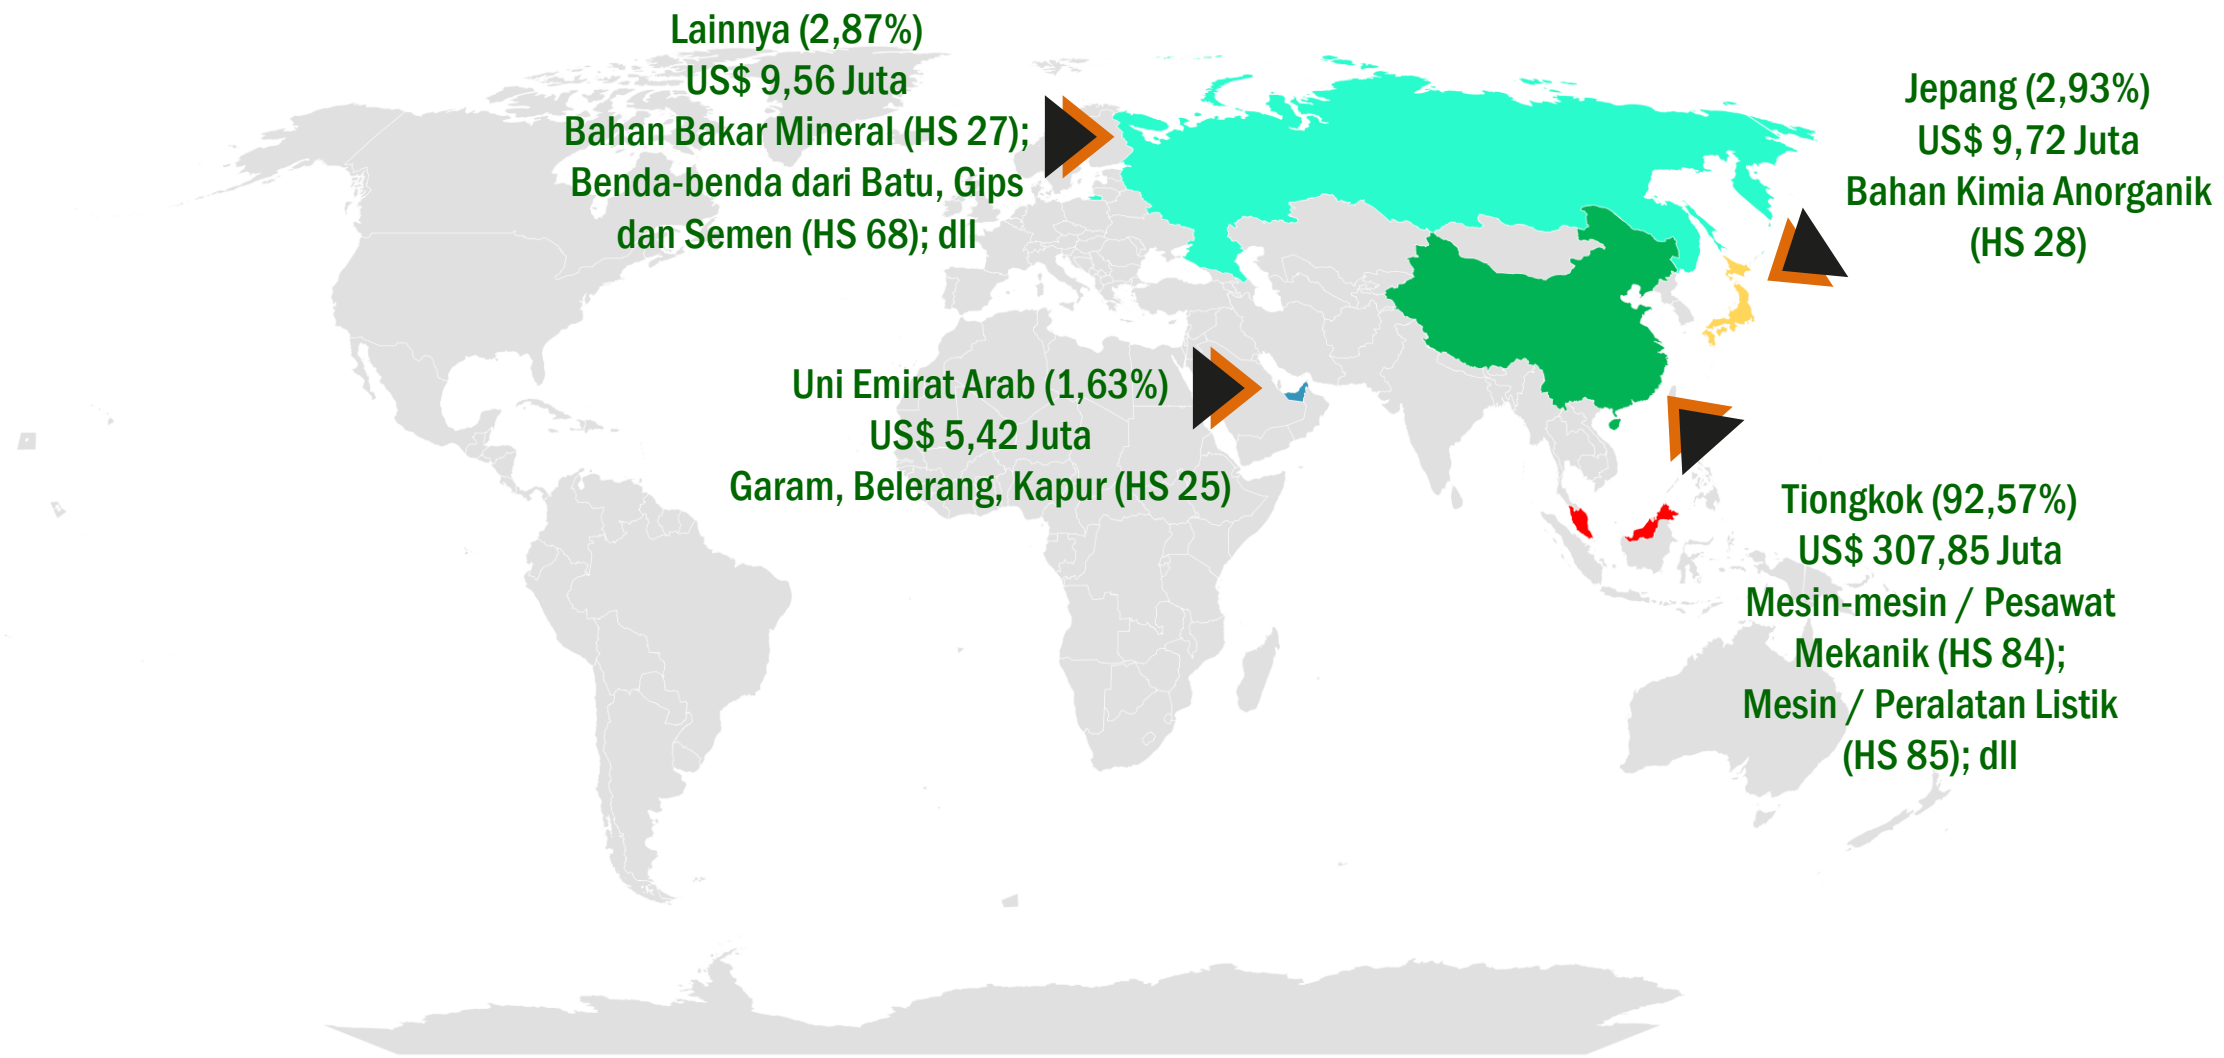 Lainnya (2,87%)
US$ 9,56 Juta
Bahan Bakar Mineral (HS 27);
Benda-benda dari Batu, Gips
dan Semen (HS 68); dll
Jepang (2,93%)
US$ 9,72 Juta
Bahan Kimia Anorganik
(HS 28)
Uni Emirat Arab (1,63%)
US$ 5,42 Juta
Garam, Belerang, Kapur (HS 25)
Tiongkok (92,57%)
US$ 307,85 Juta
Mesin-mesin / Pesawat
Mekanik (HS 84);
Mesin / Peralatan Listik
(HS 85); dll